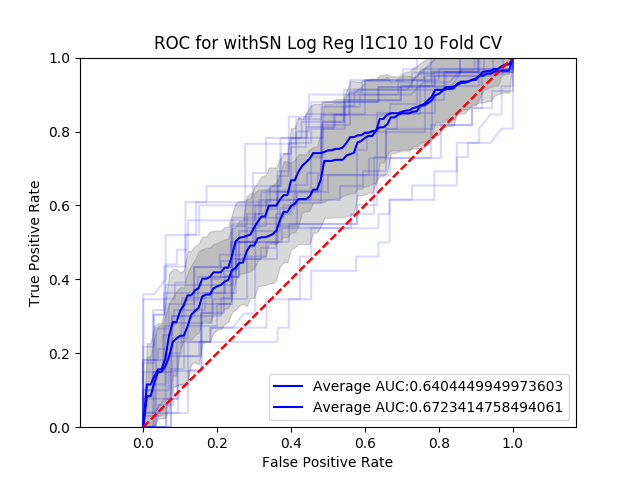 ROC for withSN Log Reg l1C10 10 Fold CV
True Positive Rate
1.0
0.8
0.6
0.4
0.2
0.0
Average AUC:0.6404449949973603
Average AUC:0.6723414758494061
0.0 0.2 0.4 0.6 0.8 1.0
False Positive Rate